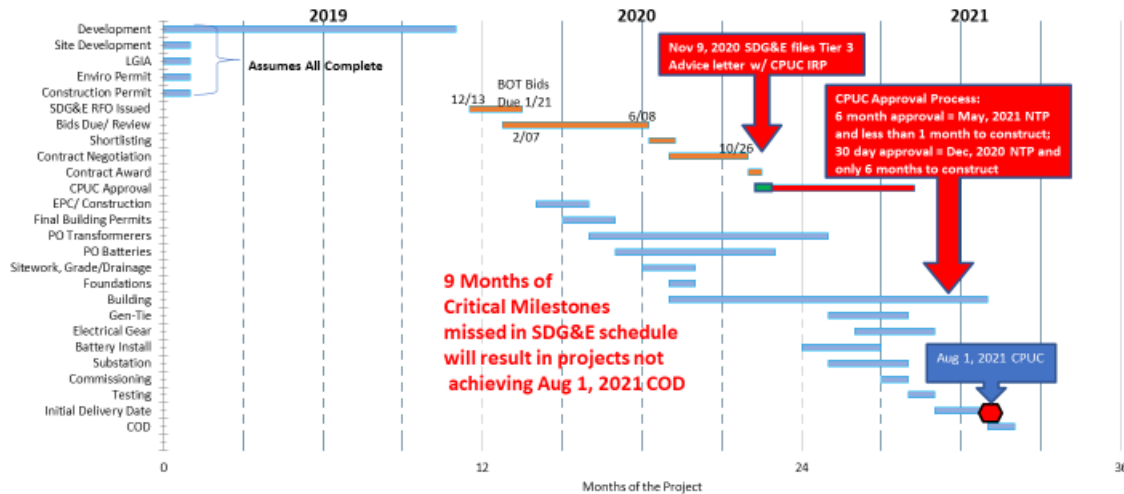 2019
2020
2021
Development
Site Development
LGIA
Enviro Permit
Construction Permit
Assumes All Complete
SDG&E RFO Issued
Bids Due/ Review
Shortlisting
Contract Negotiation
Contract Award
CPUC Approval
EPC/ Construction
Final Building Permits
PO Transformerers
PO Batteries
Sitework, Grade/Drainage
Foundations
Building
Gen-Tie
Electrical Gear
Battery Install
Substation
Commissioning
Testing
Initial Delivery Date
COD
12/13
BOT Bids
Due 1/21
2/07
6/08
10/26
Nov 9, 2020 SDG&E files Tier 3
Advice letter w/ CPUC IRP
CPUC Approval Process:
6 month approval = May, 2021 NTP
and less than 1 month to construct;
30 day approval = Dec, 2020 NTP and
only 6 months to construct
9 Months of
Critical Milestones
missed in SDG&E schedule
will result in projects not
achieving Aug 1, 2021 COD
Aug 1, 2021 CPUC
0
12
24
36
Months of the Project